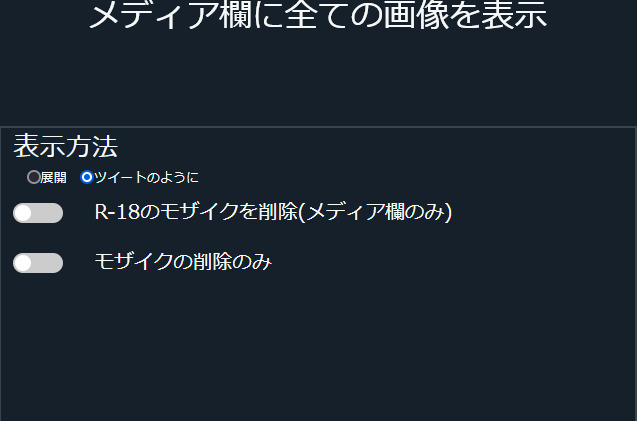 メディア欄に全ての画像を表示
表示方法
展開 ツイートのように
R-18のモザイクを削除(メディア欄のみ)
モザイクの削除のみ